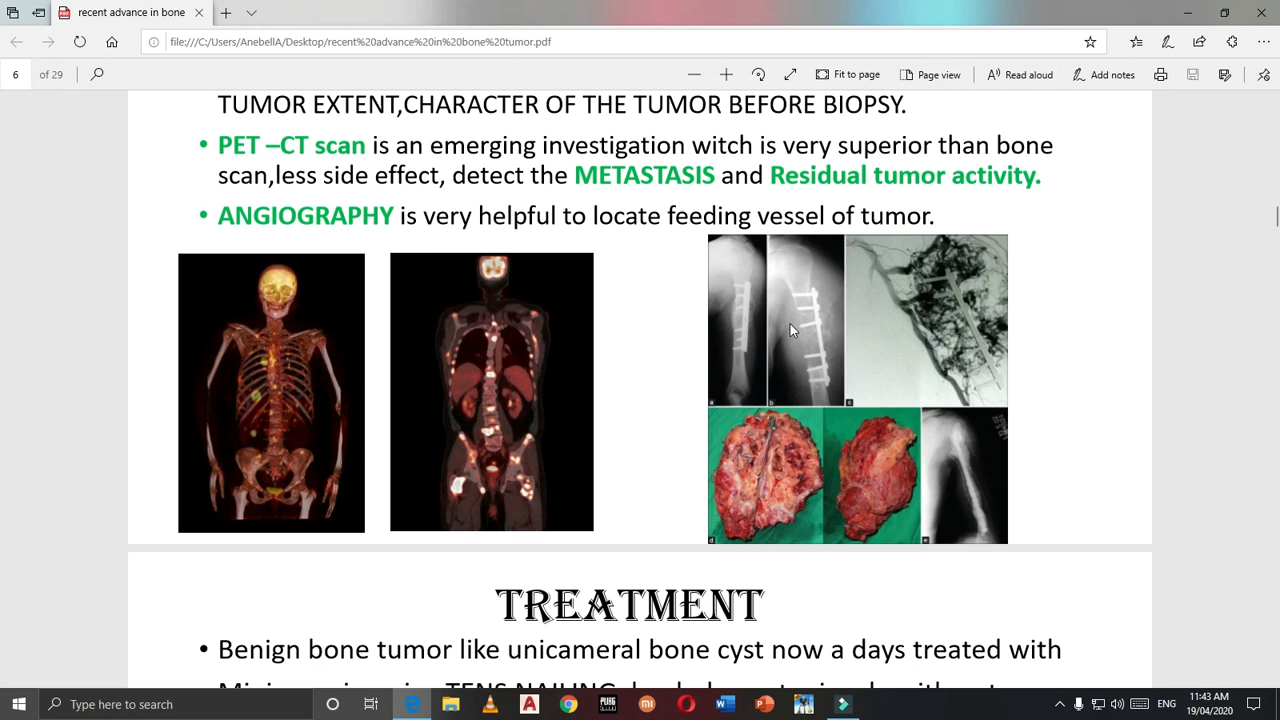 recent advance in bone
file:///C:/Users/AnebellA/Desktop/recent%20advance%20in%20bone%20tumor.pdf
6 of 29
Fit to page
Page view
Read aloud
Add notes
TUMOR EXTENT,CHARACTER OF THE TUMOR BEFORE BIOPSY.
• PET –CT scan is an emerging investigation witch is very superior than bone
scan,less side effect, detect the METASTASIS and Residual tumor activity.
• ANGIOGRAPHY is very helpful to locate feeding vessel of tumor.
a b c
d e
TREATMENT
• Benign bone tumor like unicameral bone cyst now a days treated with
Type here to search
ENG
11:43 AM
19/04/2020